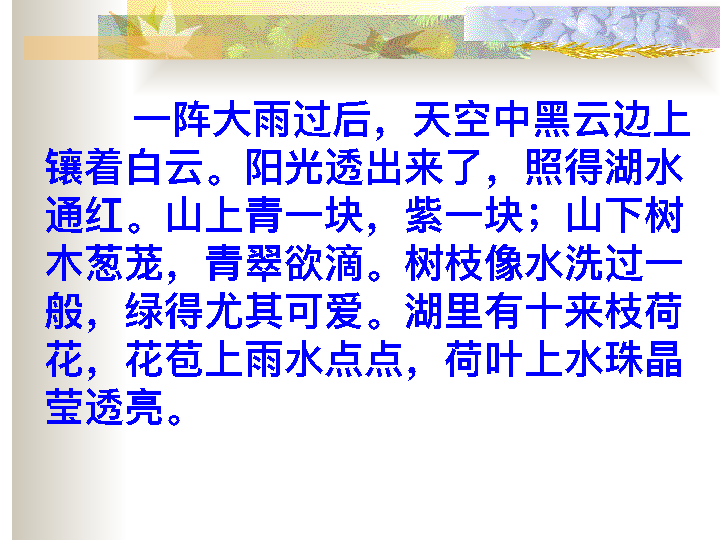 一阵大雨过后，天空中黑云边上
镶着白云。阳光透出来了，照得湖水
通红。山上青一块，紫一块；山下树
木葱茏，青翠欲滴。树枝像水洗过一
般，绿得尤其可爱。湖里有十来枝荷
花，花苞上雨水点点，荷叶上水珠晶
莹透亮。